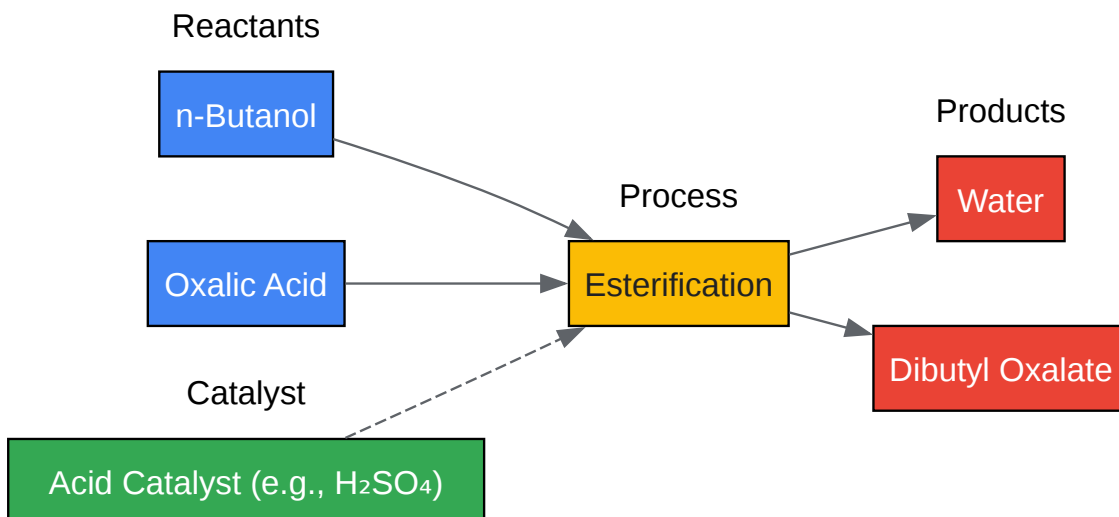 Reactants
n-Butanol
Products
Water
Process
Oxalic Acid
Esterification
Dibutyl Oxalate
Catalyst
Acid Catalyst (e.g., H₂SO₄)